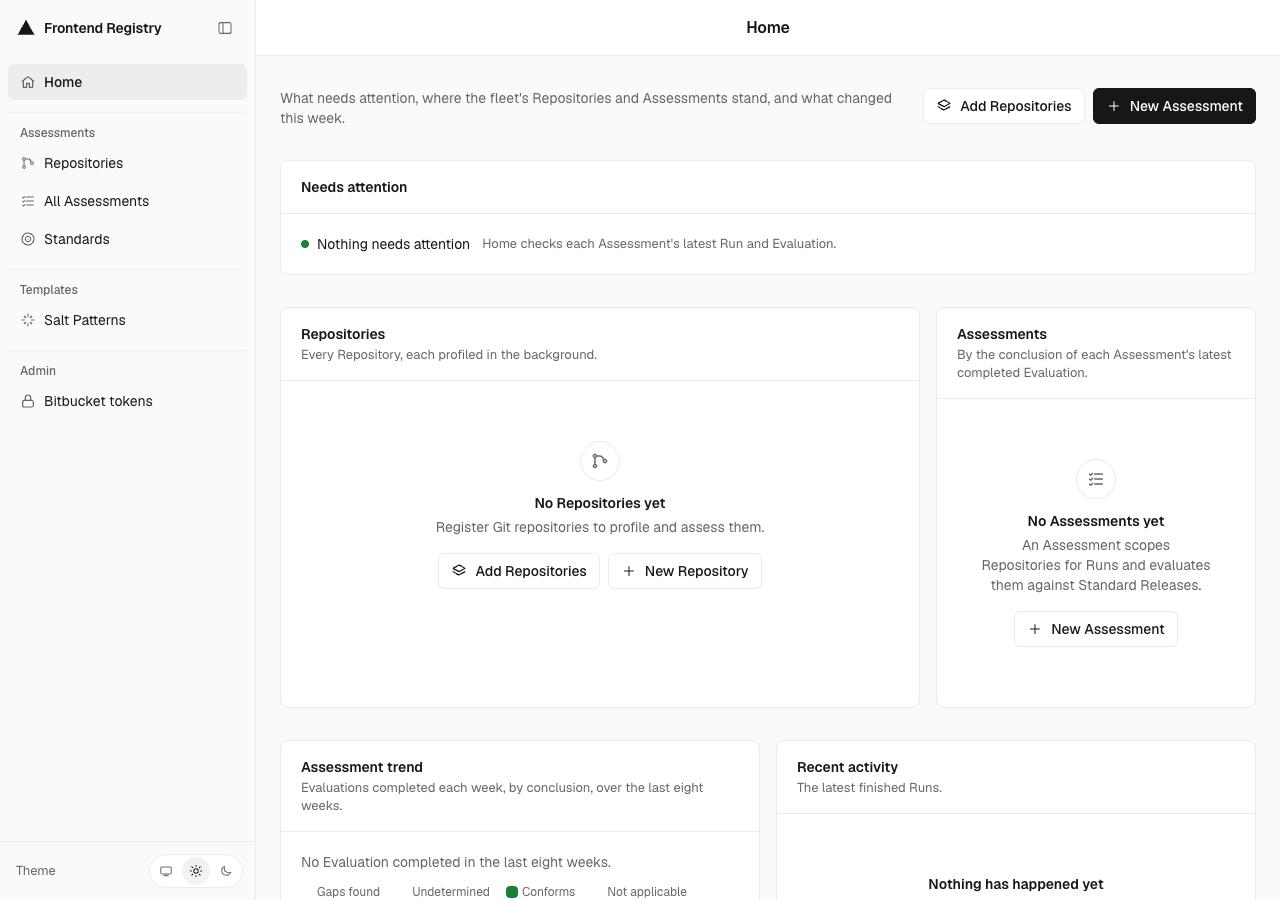 Frontend Registry
Home
Assessments
Repositories
All Assessments
Standards
Templates
Salt Patterns
Admin
Bitbucket tokens
Theme
Home
What needs attention, where the fleet's Repositories and Assessments stand, and what changed
this week.
Add Repositories
New Assessment
Needs attention
Nothing needs attention
Home checks each Assessment's latest Run and Evaluation.
Repositories
Every Repository, each profiled in the background.
No Repositories yet
Register Git repositories to profile and assess them.
Add Repositories
New Repository
Assessments
By the conclusion of each Assessment's latest
completed Evaluation.
No Assessments yet
An Assessment scopes
Repositories for Runs and evaluates
them against Standard Releases.
New Assessment
Assessment trend
Evaluations completed each week, by conclusion, over the last eight
weeks.
No Evaluation completed in the last eight weeks.
Gaps found
Undetermined
Conforms
Not applicable
Recent activity
The latest finished Runs.
Nothing has happened yet